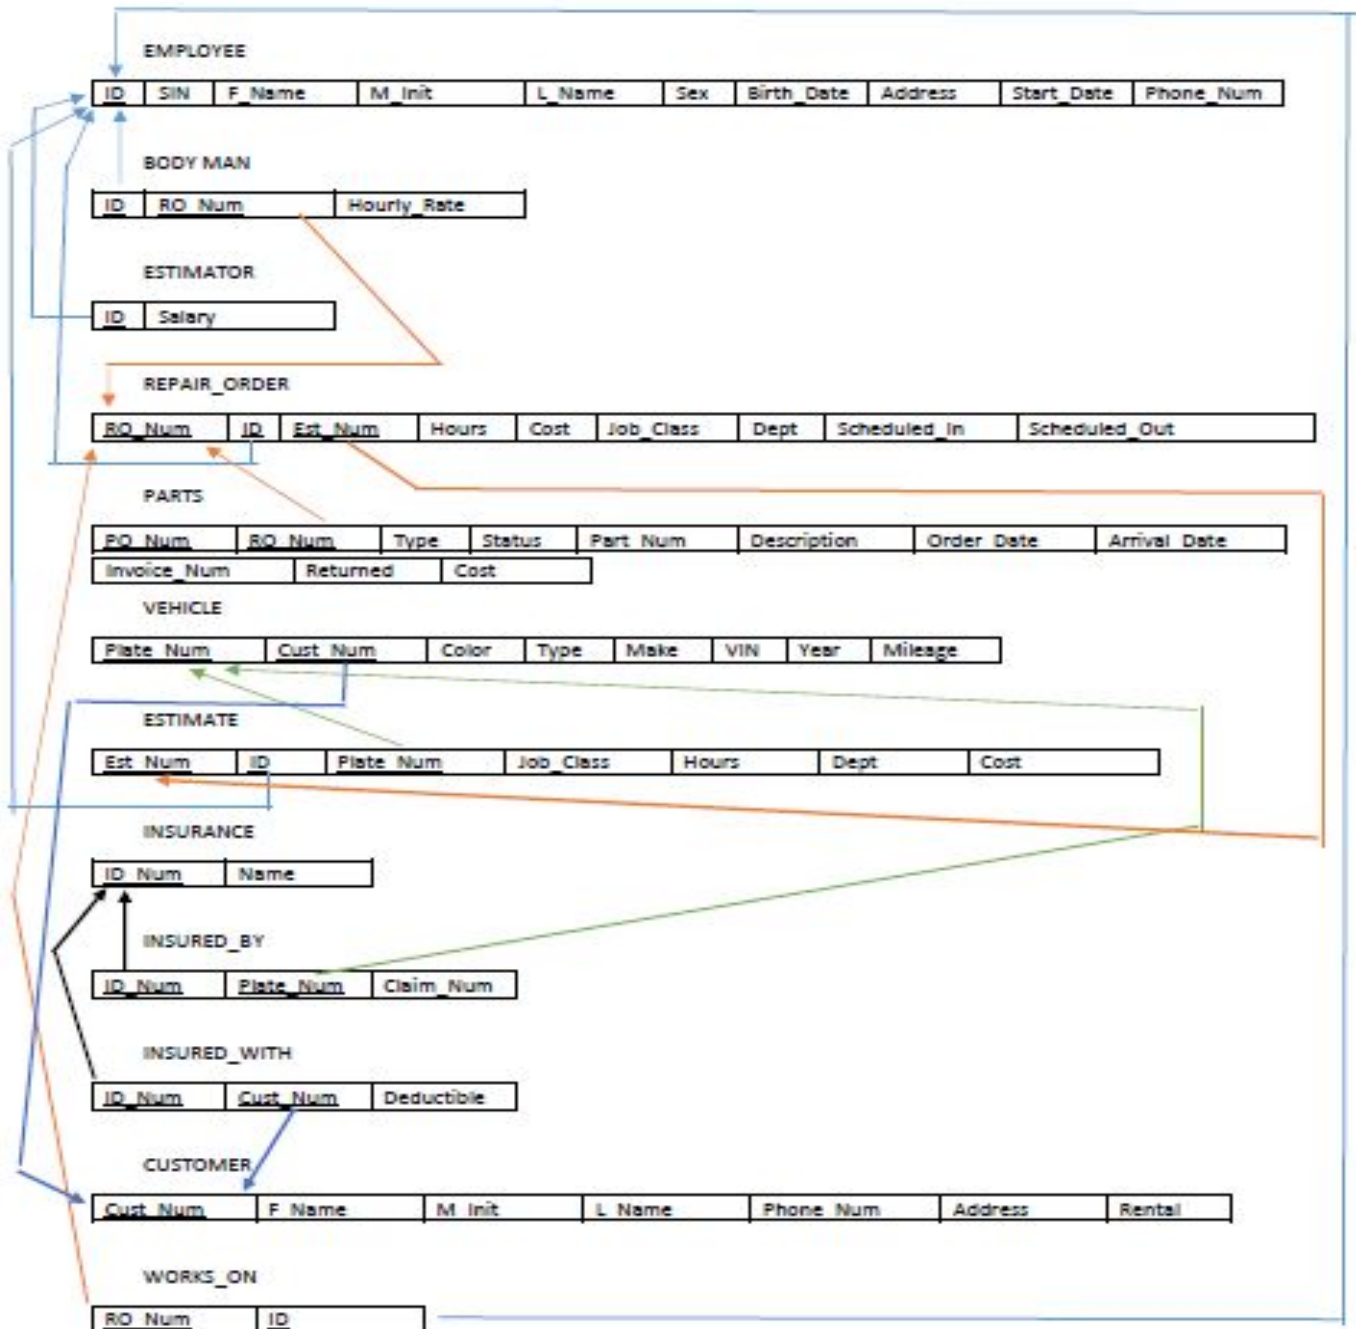 EMPLOYEE
ID SIN F_Name M_Init L_Name Sex Birth_Date Address Start_Date Phone_Num
BODY MAN
ID RO_Num Hourly_Rate
ESTIMATOR
ID Salary
REPAIR_ORDER
RO_Num ID Est_Num Hours Cost Job_Class Dept Scheduled_In Scheduled_Out
PARTS
PO_Num RO_Num Type Status Part_Num Description Order_Date Arrival_Date
Invoice_Num Returned Cost
VEHICLE
Plate_Num Cust_Num Color Type Make VIN Year Mileage
ESTIMATE
Est_Num ID Plate_Num Job_Class Hours Dept Cost
INSURANCE
ID_Num Name
INSURED_BY
ID_Num Plate_Num Claim_Num
INSURED_WITH
ID_Num Cust_Num Deductible
CUSTOMER
Cust_Num F_Name M_Init L_Name Phone_Num Address Rental
WORKS_ON
RO_Num ID